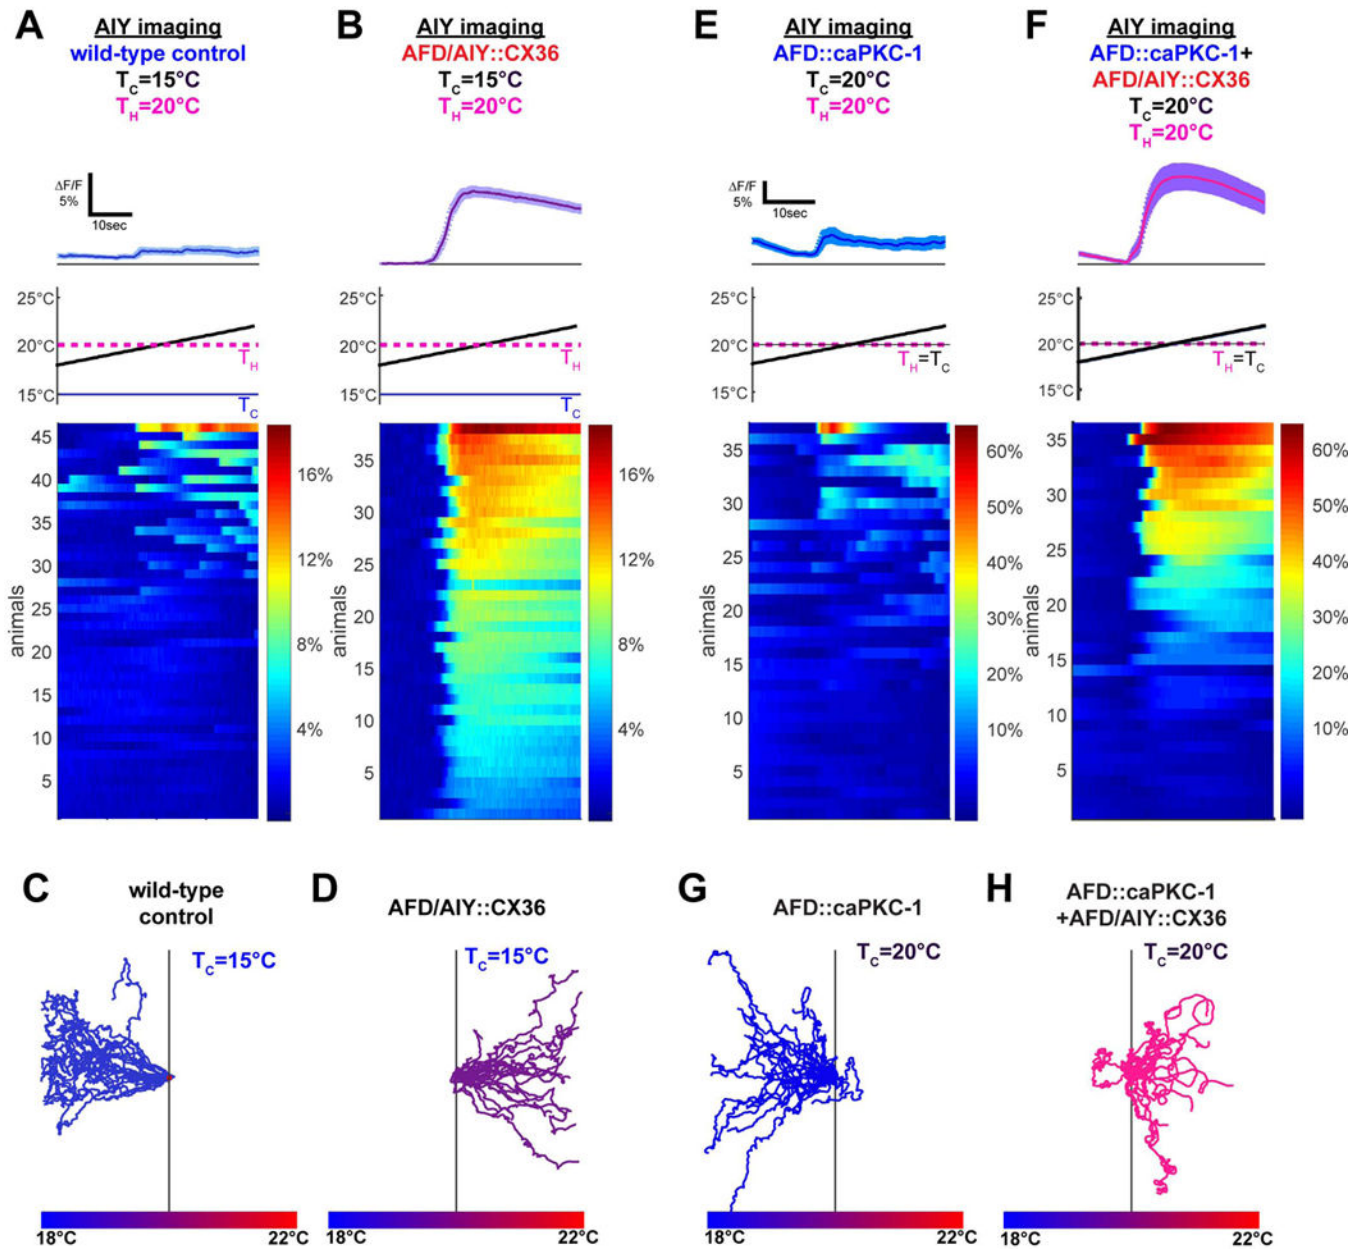 A
AIY imaging
wild-type control
Tc=15°C
TH=20°C
ΔF/F
5%
10sec
25°C
20°C
15°C
TH
Tc
45
40
35
30
25
20
15
10
5
animals
16%
12%
8%
4%
B
AIY imaging
AFD/AIY::CX36
Tc=15°C
TH=20°C
25°C
20°C
15°C
TH
Tc
35
30
25
20
15
10
5
animals
16%
12%
8%
4%
E
AIY imaging
AFD::caPKC-1
Tc=20°C
TH=20°C
ΔF/F
5%
10sec
25°C
20°C
15°C
TH=Tc
35
30
25
20
15
10
5
animals
60%
50%
40%
30%
20%
10%
F
AIY imaging
AFD::caPKC-1+
AFD/AIY::CX36
Tc=20°C
TH=20°C
25°C
20°C
15°C
TH=Tc
35
30
25
20
15
10
5
animals
60%
50%
40%
30%
20%
10%
C
wild-type
control
Tc=15°C
18°C
22°C
D
AFD/AIY::CX36
Tc=15°C
18°C
22°C
G
AFD::caPKC-1
Tc=20°C
18°C
22°C
H
AFD::caPKC-1
+AFD/AIY::CX36
Tc=20°C
18°C
22°C